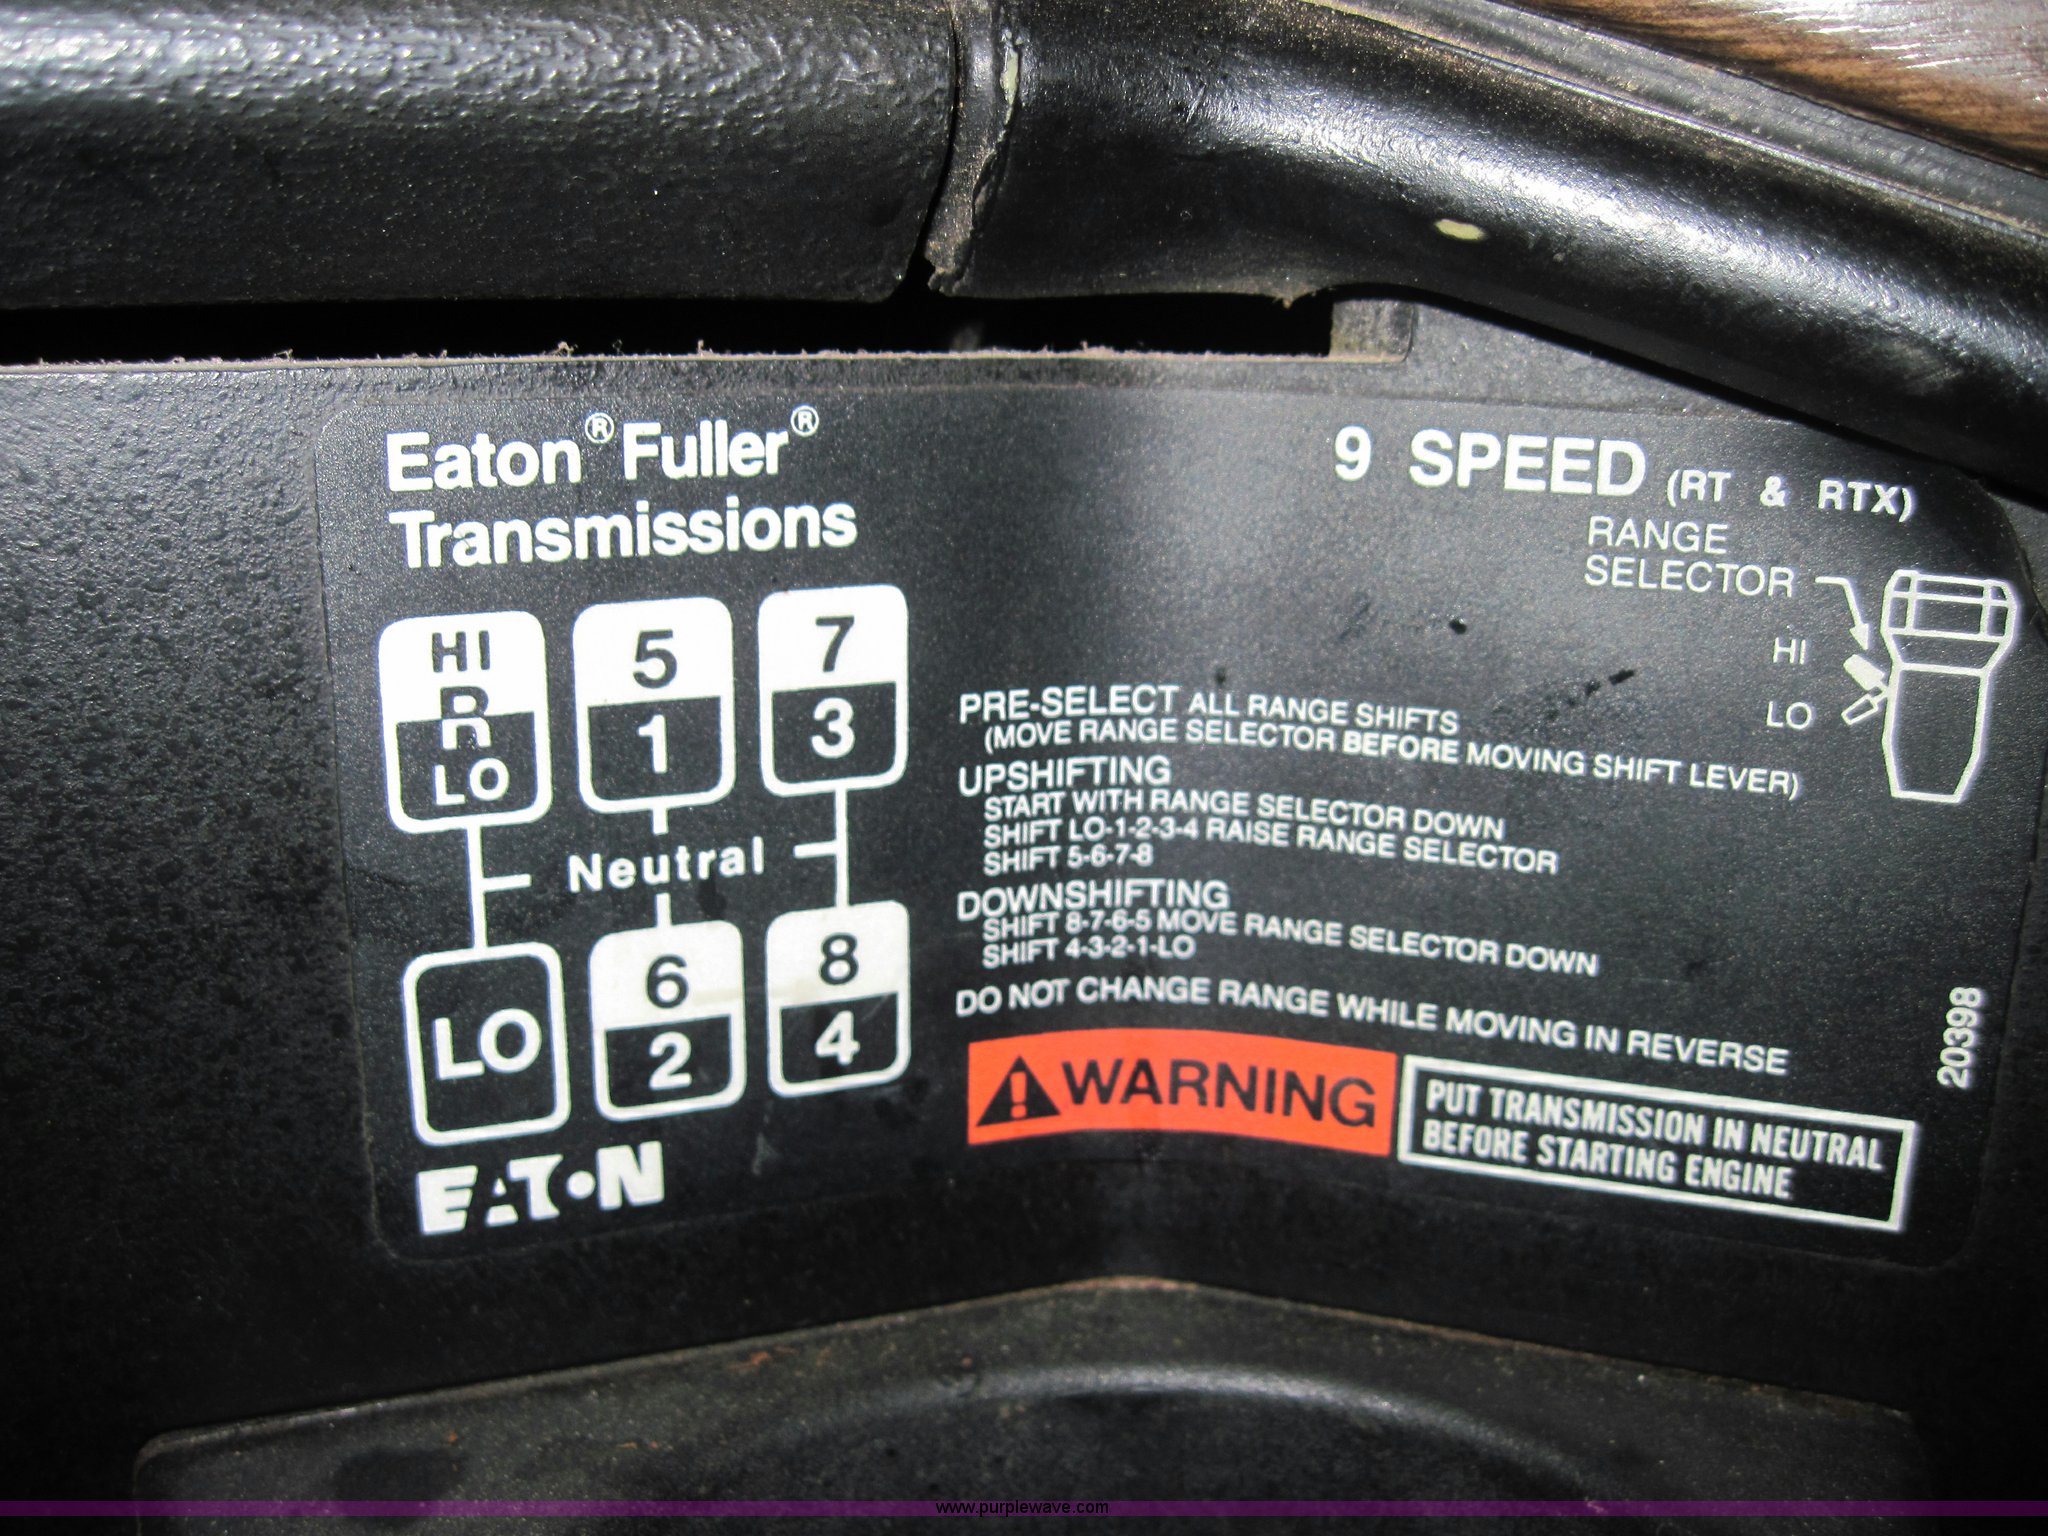 Eaton® Fuller®
Transmissions
9 SPEED (RT & RTX)
RANGE
SELECTOR
HI
LO
HI
R
LO
5
1
7
3
Neutral
LO
6
2
8
4
EATON
PRE-SELECT ALL RANGE SHIFTS
(MOVE RANGE SELECTOR BEFORE MOVING SHIFT LEVER)
UPSHIFTING
START WITH RANGE SELECTOR DOWN
SHIFT LO-1-2-3-4 RAISE RANGE SELECTOR
SHIFT 5-6-7-8
DOWNSHIFTING
SHIFT 8-7-6-5 MOVE RANGE SELECTOR DOWN
SHIFT 4-3-2-1-LO
DO NOT CHANGE RANGE WHILE MOVING IN REVERSE
WARNING
PUT TRANSMISSION IN NEUTRAL
BEFORE STARTING ENGINE
20398
www.purplewave.com